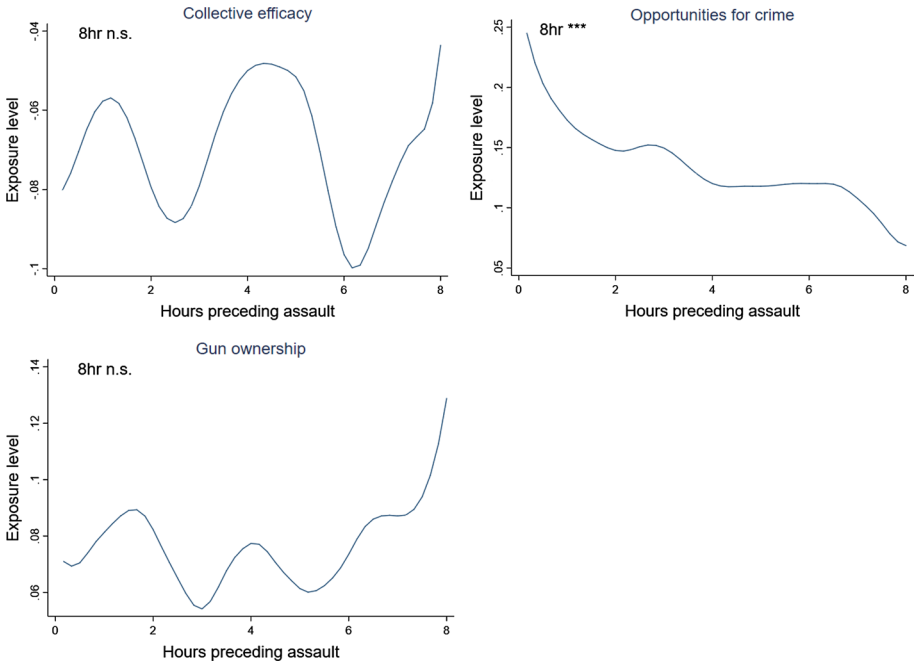 Collective efficacy
8hr n.s.
-.04
-.06
-.08
-.1
Exposure level
0 2 4 6 8
Hours preceding assault
Opportunities for crime
8hr ***
.25
.2
.15
.1
.05
Exposure level
0 2 4 6 8
Hours preceding assault
Gun ownership
8hr n.s.
.14
.12
.1
.08
.06
Exposure level
0 2 4 6 8
Hours preceding assault